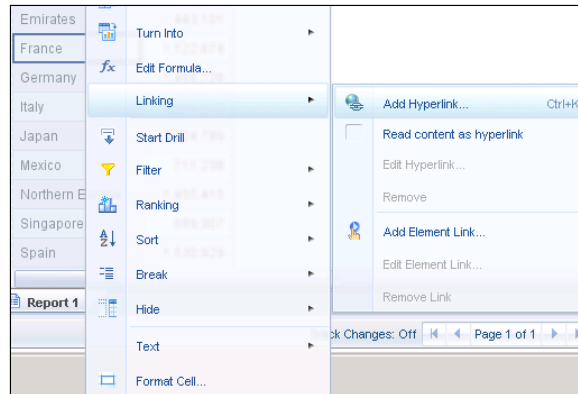 Emirates
France
Germany
Italy
Japan
Mexico
Northern E
Singapore
Spain
Report 1
Turn Into
fx Edit Formula...
Linking
Start Drill
Filter
Ranking
Sort
Break
Hide
Text
Format Cell...
Add Hyperlink... Ctrl+K
Read content as hyperlink
Edit Hyperlink...
Remove
Add Element Link...
Edit Element Link...
Remove Link
k Changes: Off Page 1 of 1